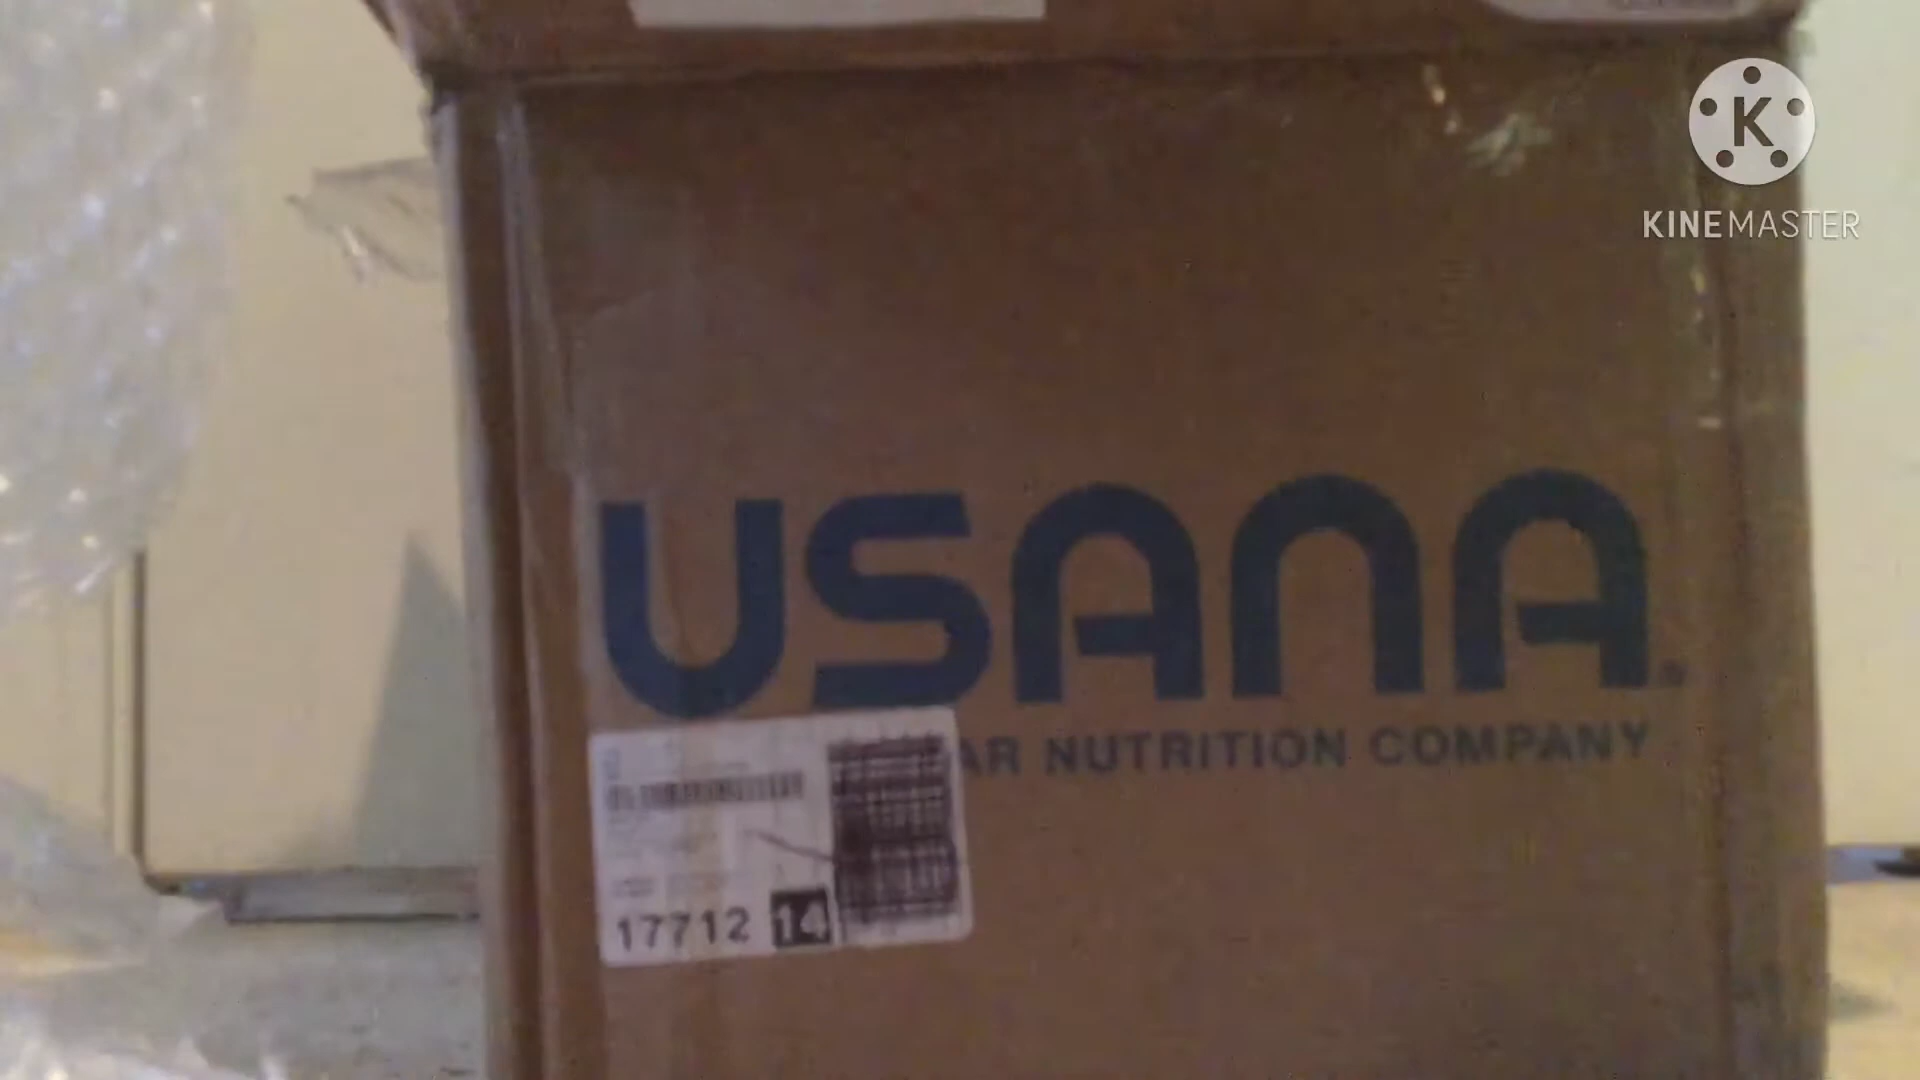 KINEMASTER
USANA®
AR NUTRITION COMPANY
17712 14